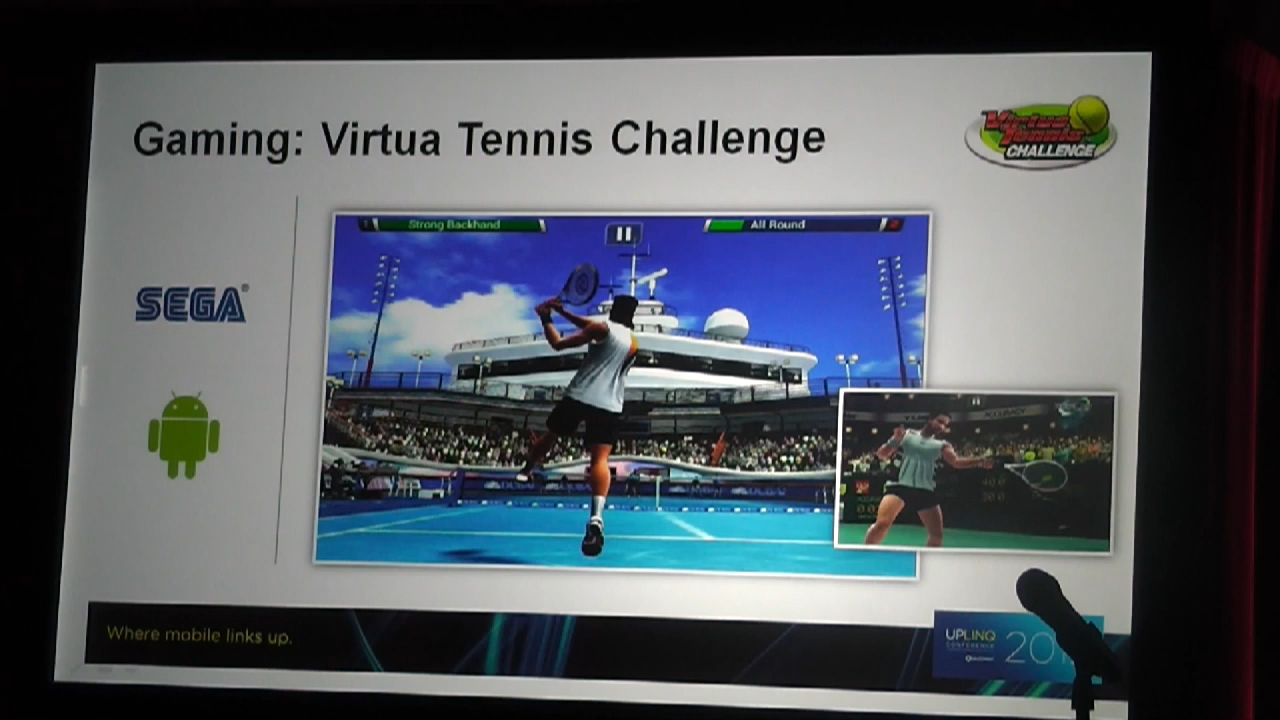 Gaming: Virtua Tennis Challenge
Virtua
Tennis
CHALLENGE
SEGA®
Strong Backhand
All Round
Where mobile links up.
UPLINQ
CONFERENCE
20